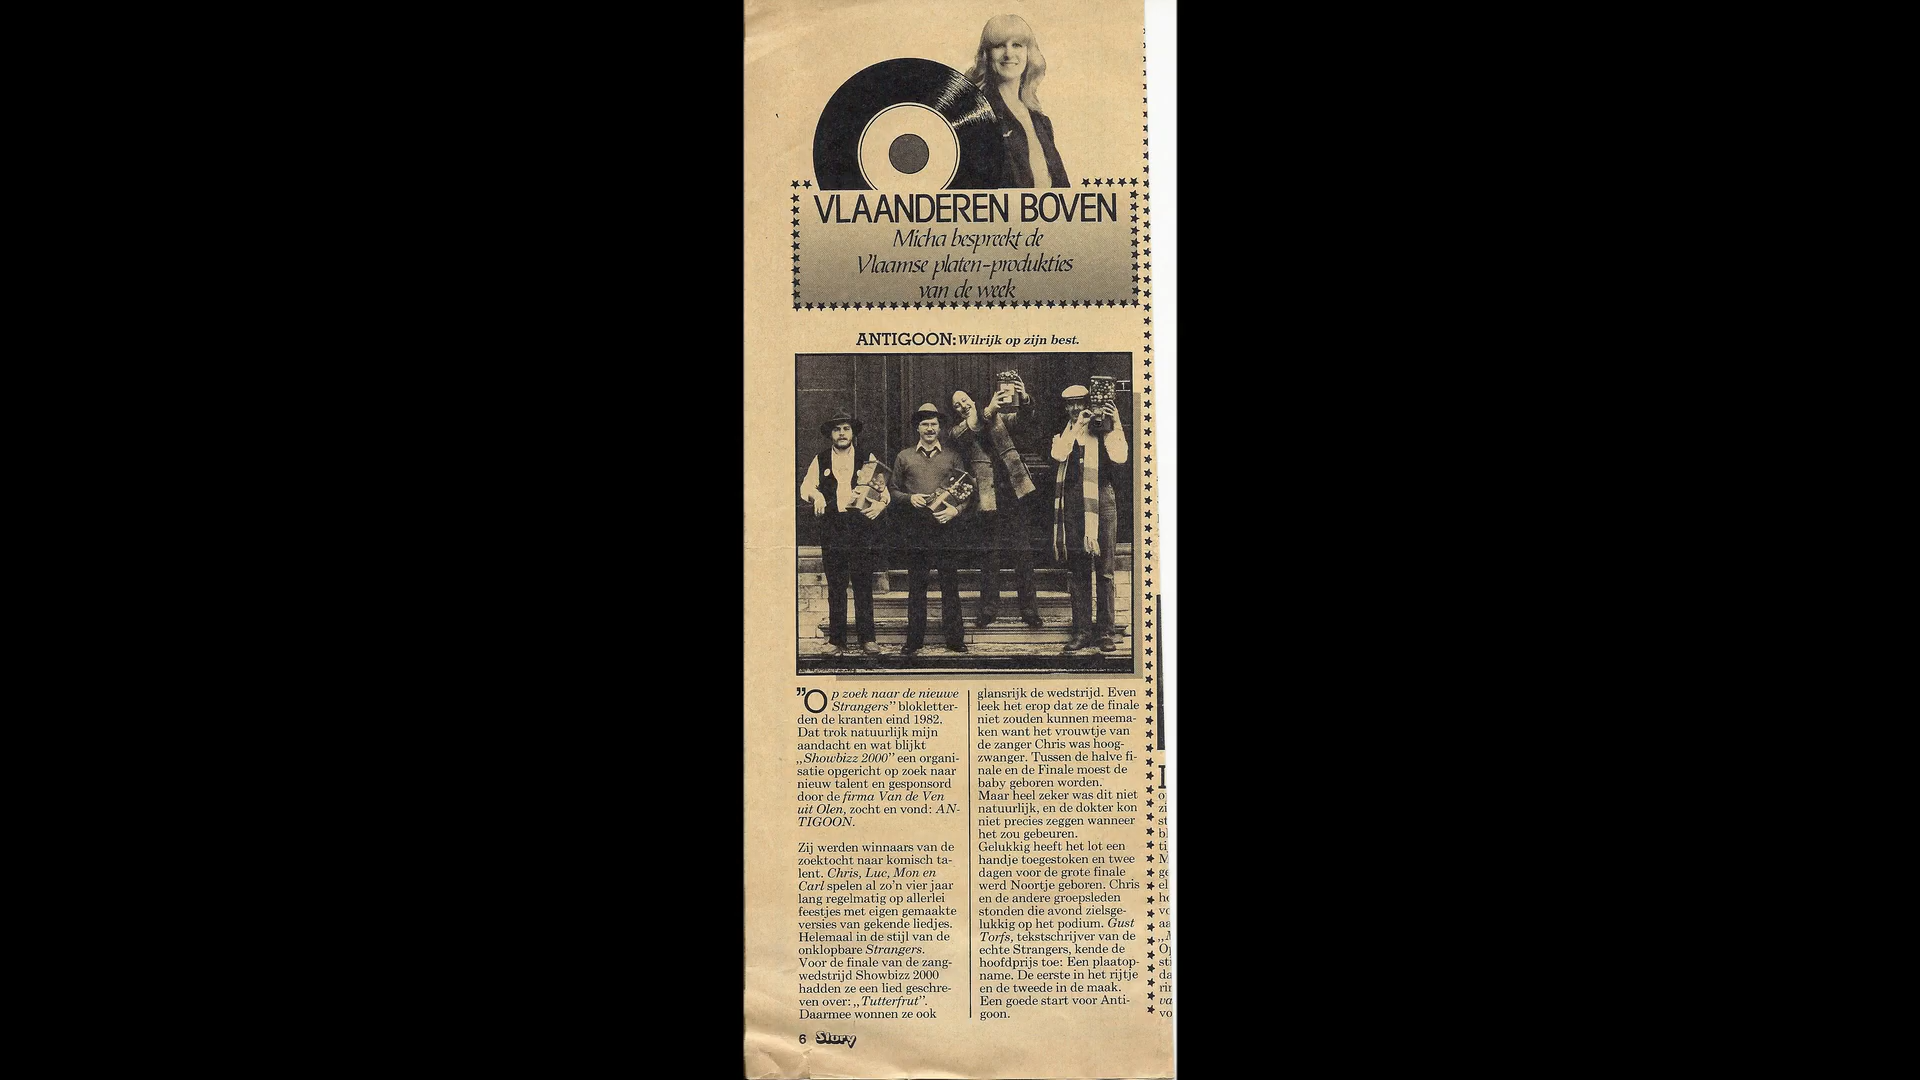 VLAANDEREN BOVEN
Micha bespreekt de
Vlaamse platen-produkties
van de week
ANTIGOON: Wilrijk op zijn best.
"Op zoek naar de nieuwe
Strangers" blokletter-
den de kranten eind 1982.
Dat trok natuurlijk mijn
aandacht en wat blijkt
„Showbizz 2000" een organi-
satie opgericht op zoek naar
nieuw talent en gesponsord
door de firma Van de Ven
uit Olen, zocht en vond: AN-
TIGOON.
Zij werden winnaars van de
zoektocht naar komisch ta-
lent. Chris, Luc, Mon en
Carl spelen al zo'n vier jaar
lang regelmatig op allerlei
feestjes met eigen gemaakte
versies van gekende liedjes.
Helemaal in de stijl van de
onklopbare Strangers.
Voor de finale van de zang-
wedstrijd Showbizz 2000
hadden ze een lied geschre-
ven over: „Tutterfrut".
Daarmee wonnen ze ook
glansrijk de wedstrijd. Even
leek het erop dat ze de finale
niet zouden kunnen meema-
ken want het vrouwtje van
de zanger Chris was hoog-
zwanger. Tussen de halve fi-
nale en de Finale moest de
baby geboren worden.
Maar heel zeker was dit niet
natuurlijk, en de dokter kon
niet precies zeggen wanneer
het zou gebeuren.
Gelukkig heeft het lot een
handje toegestoken en twee
dagen voor de grote finale
werd Noortje geboren. Chris
en de andere groepsleden
stonden die avond zielsge-
lukkig op het podium. Gust
Torfs, tekstschrijver van de
echte Strangers, kende de
hoofdprijs toe: Een plaatop-
name. De eerste in het rijtje
en de tweede in de maak.
Een goede start voor Anti-
goon.
6 Story